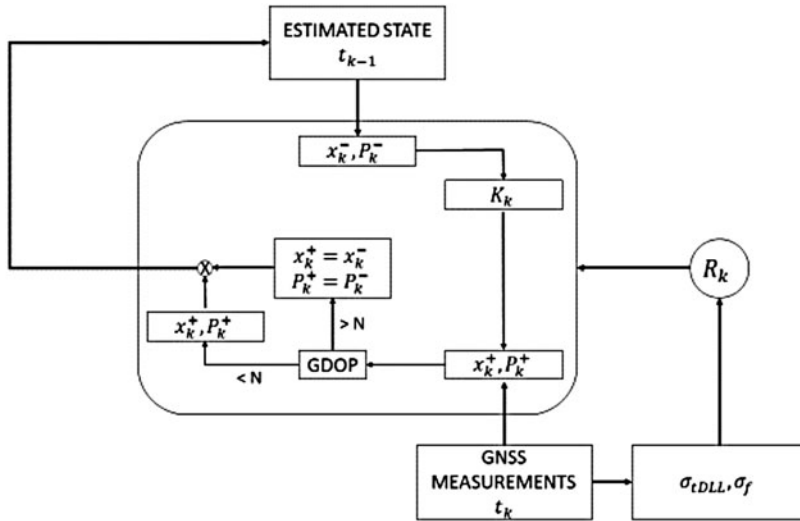 ESTIMATED STATE
t_{k-1}
x_k^-, P_k^-
K_k
x_k^+ = x_k^-
P_k^+ = P_k^-
R_k
x_k^+, P_k^+
> N
x_k^+, P_k^+
GDOP
< N
GNSS
MEASUREMENTS
t_k
σ_{tDLL}, σ_f